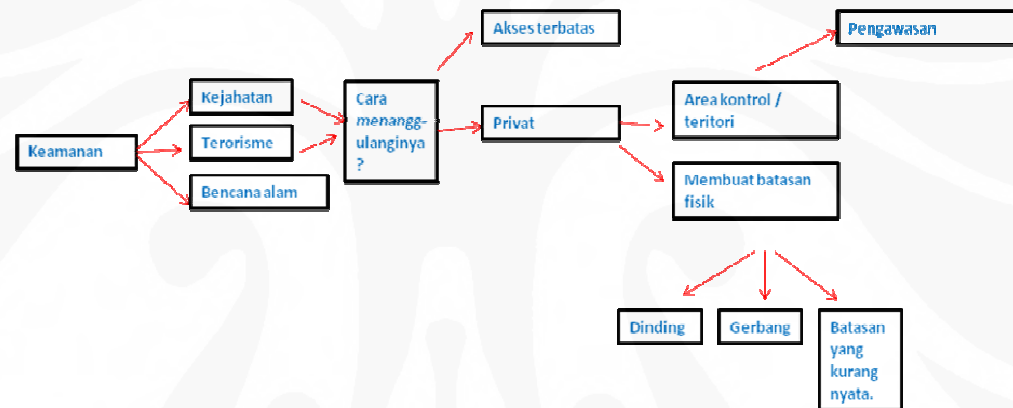 Akses terbatas
Pengawasan
Kejahatan
Cara
menangg-
ulanginya
?
Area kontrol /
teritori
Privat
Terorisme
Keamanan
Bencana alam
Membuat batasan
fisik
Dinding
Gerbang
Batasan
yang
kurang
nyata.